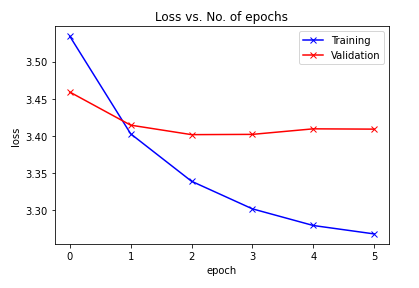 Loss vs. No. of epochs
Training
Validation
3.50
3.45
3.40
3.35
3.30
loss
0 1 2 3 4 5
epoch